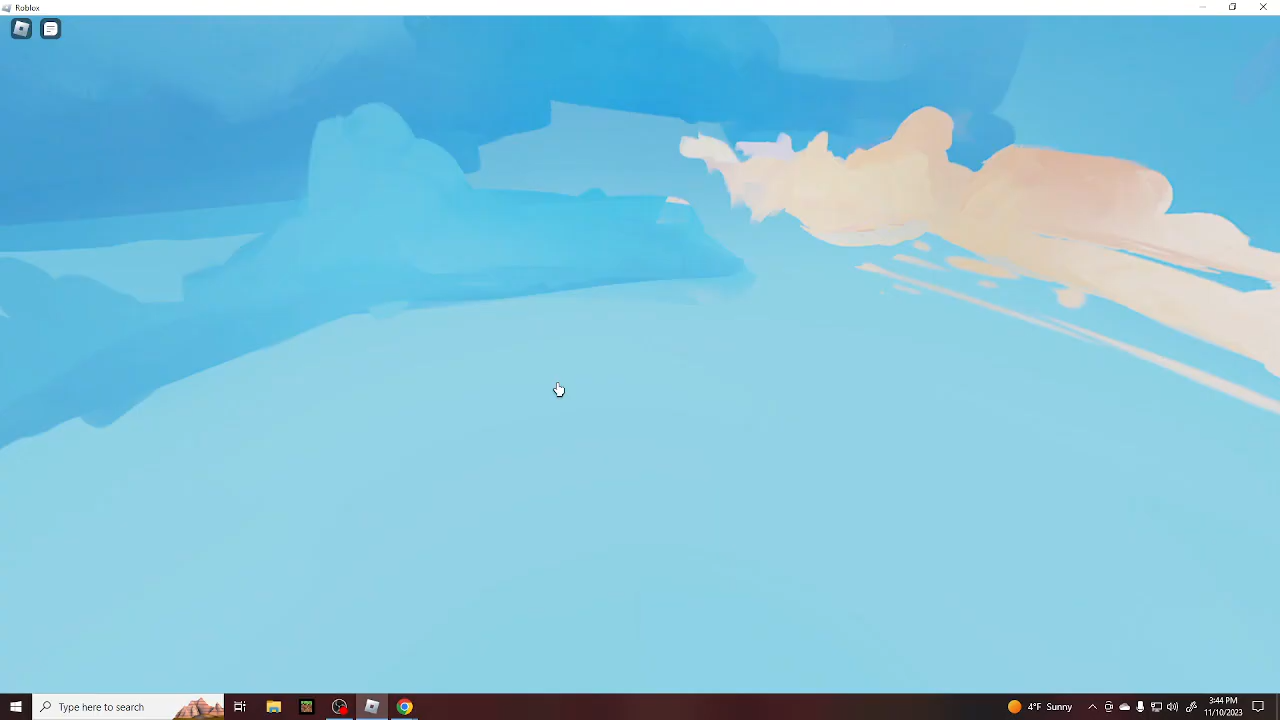 Roblox
Type here to search
4°F Sunny
3:44 PM
11/10/2023